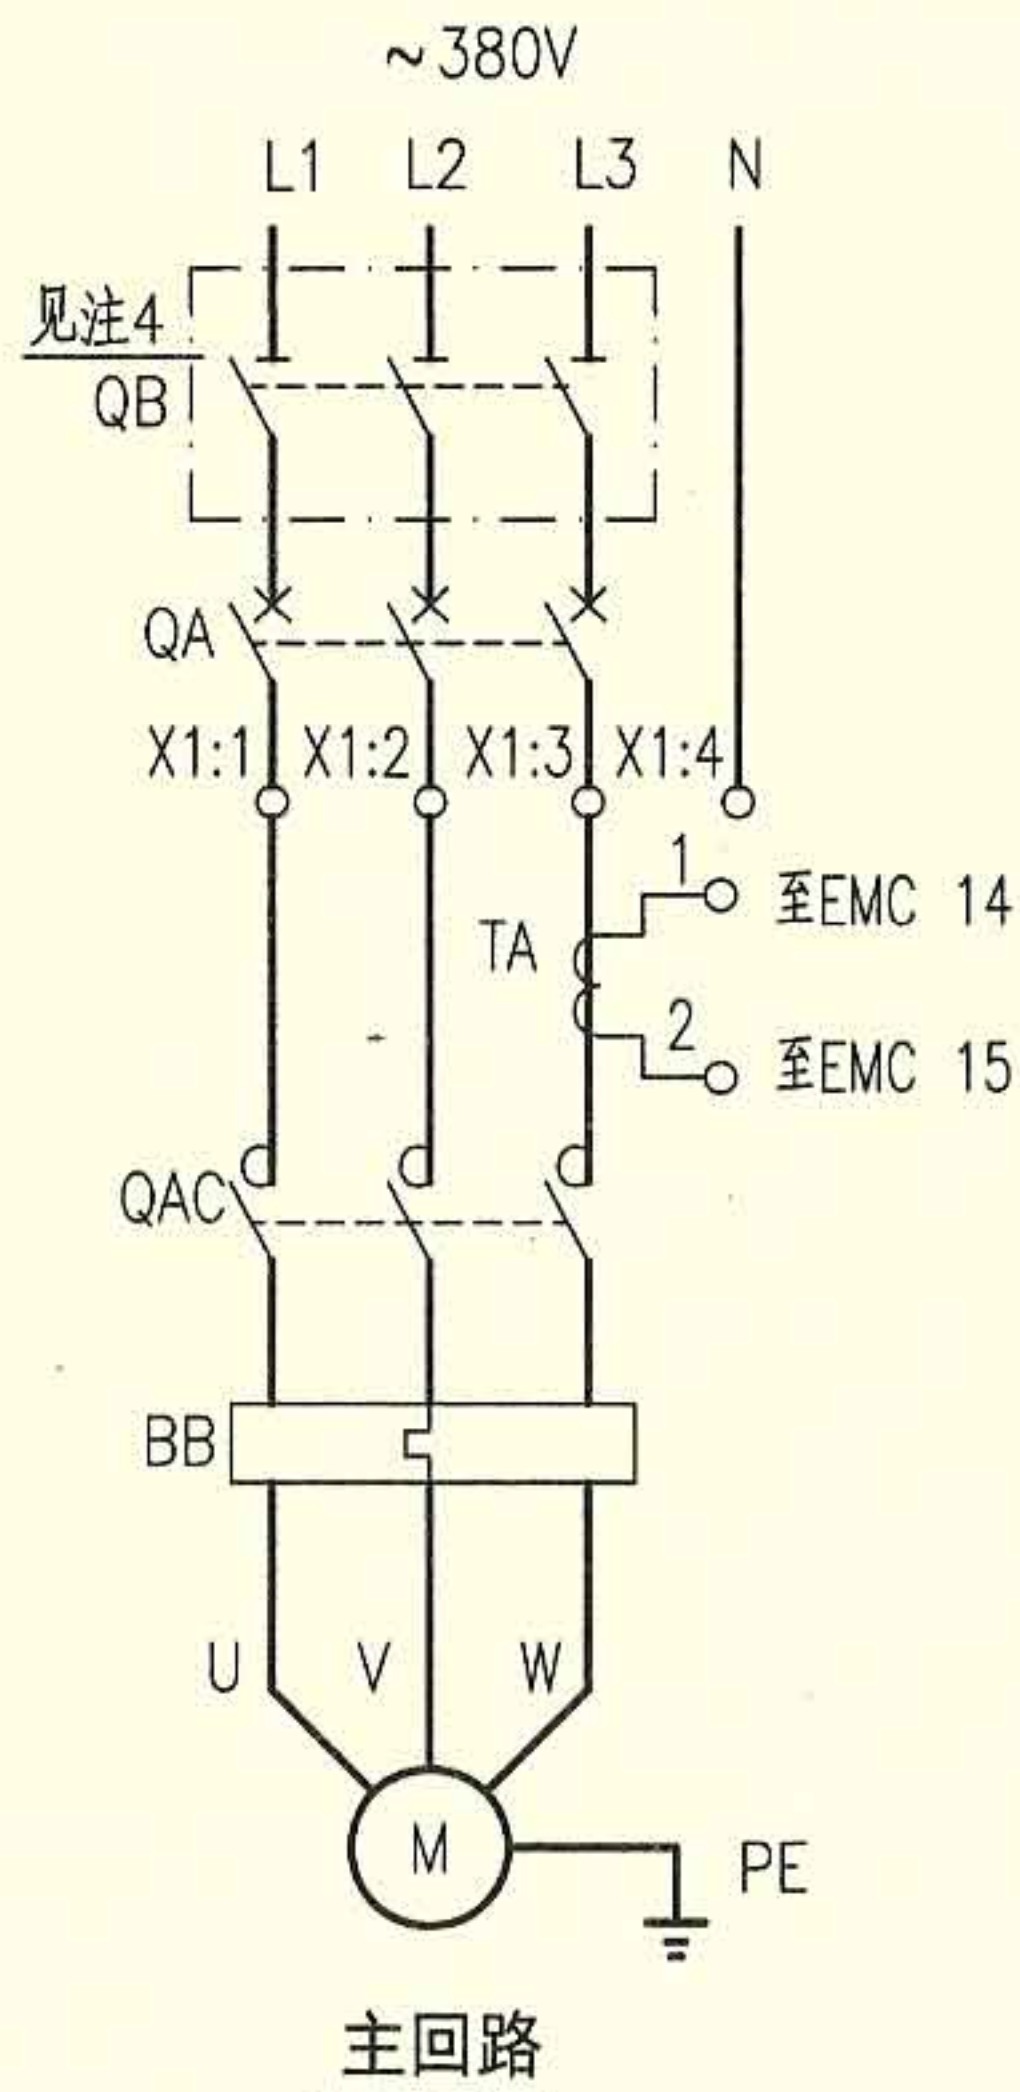 ~380V
L1 L2 L3 N
见注4
QB
QA
X1:1 X1:2 X1:3 X1:4
1 至EMC 14
TA
2 至EMC 15
QAC
BB
U V W
M PE
主回路